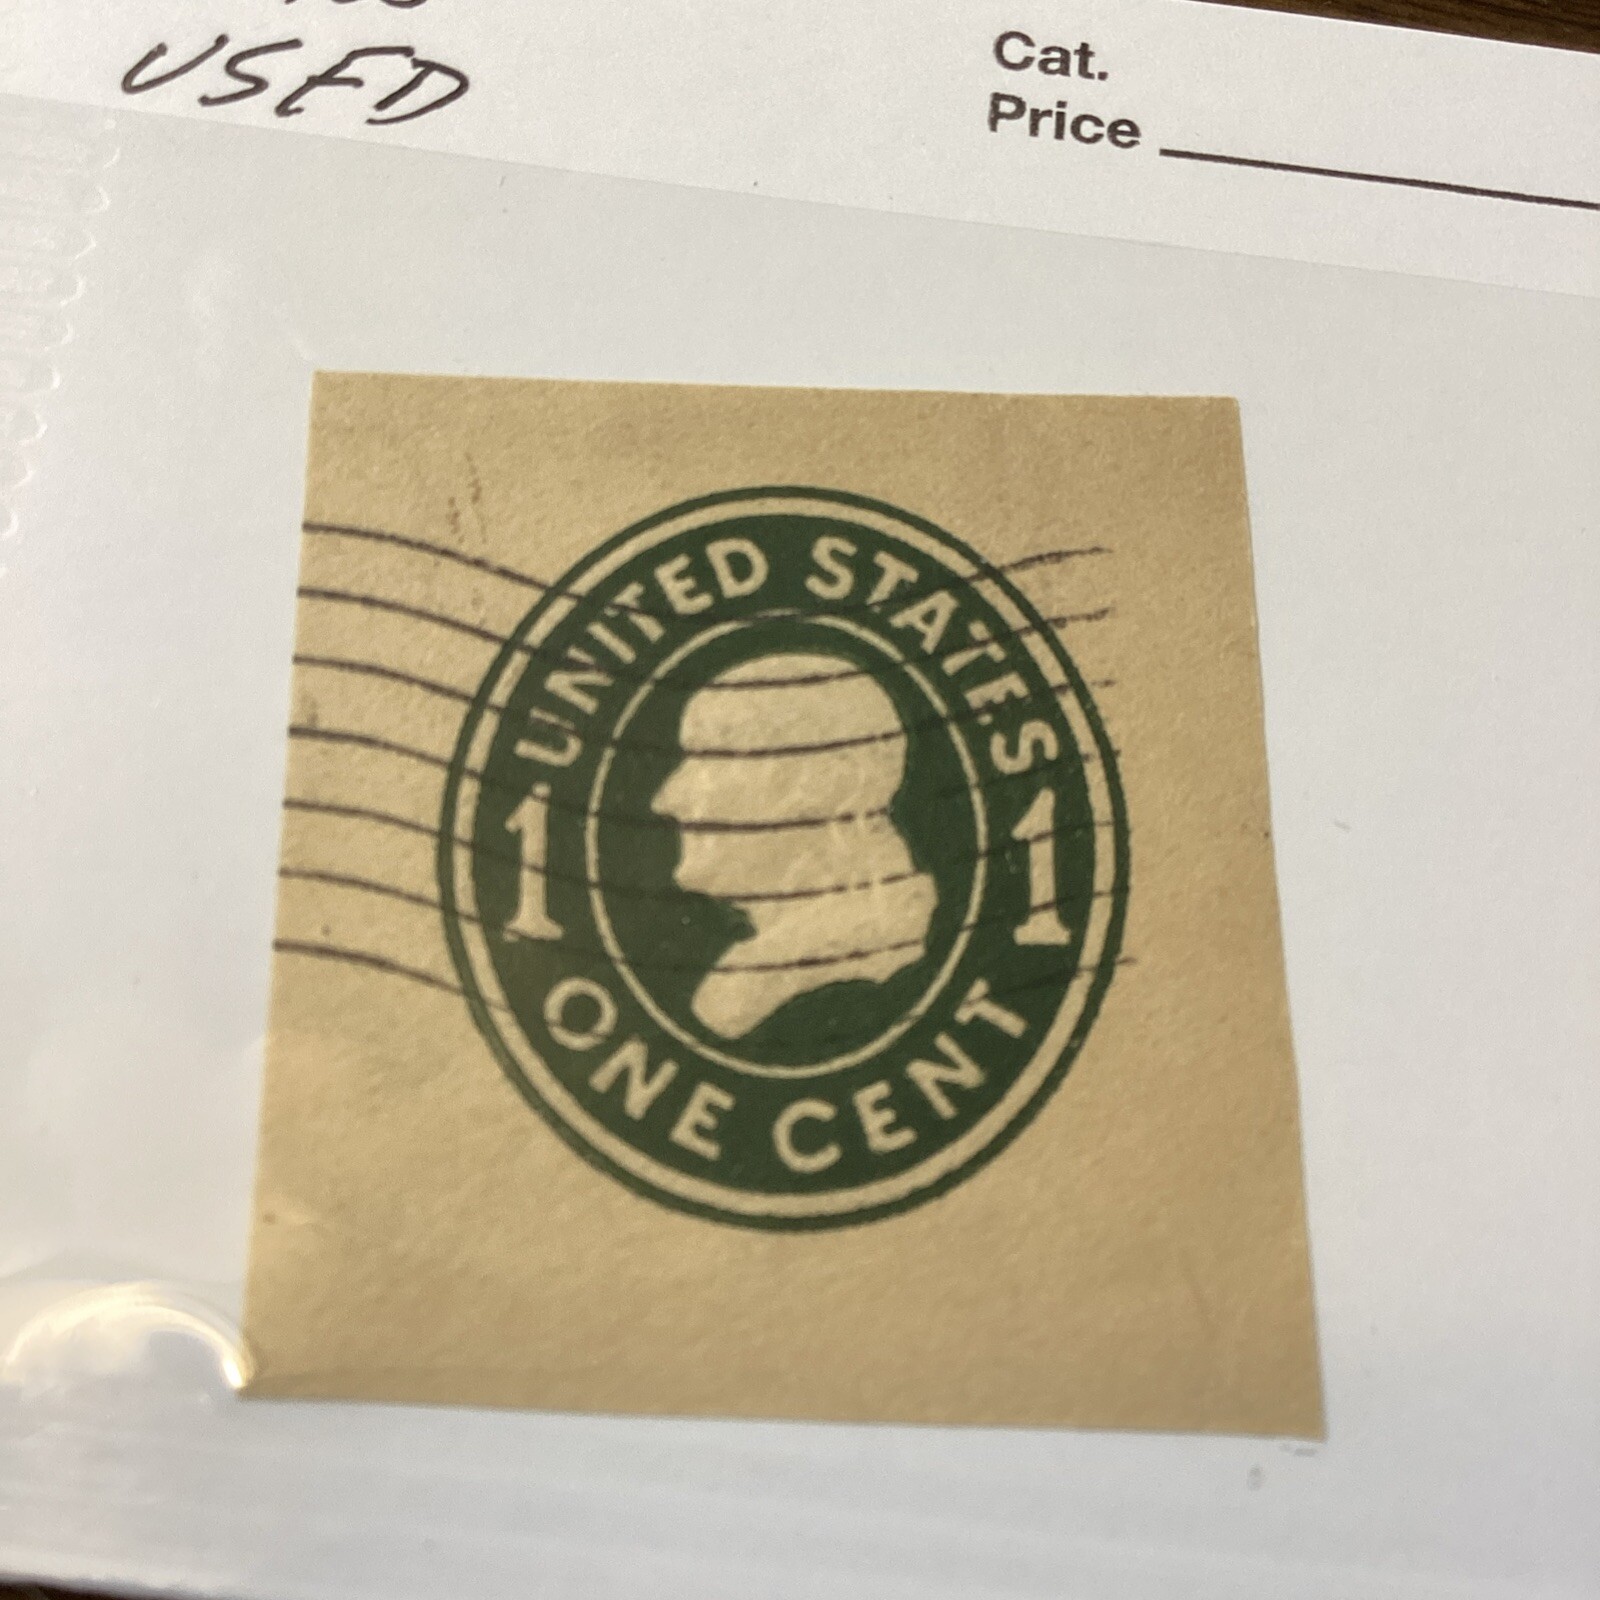 USED
Cat.
Price
UNITED STATES
1 1
ONE CENT